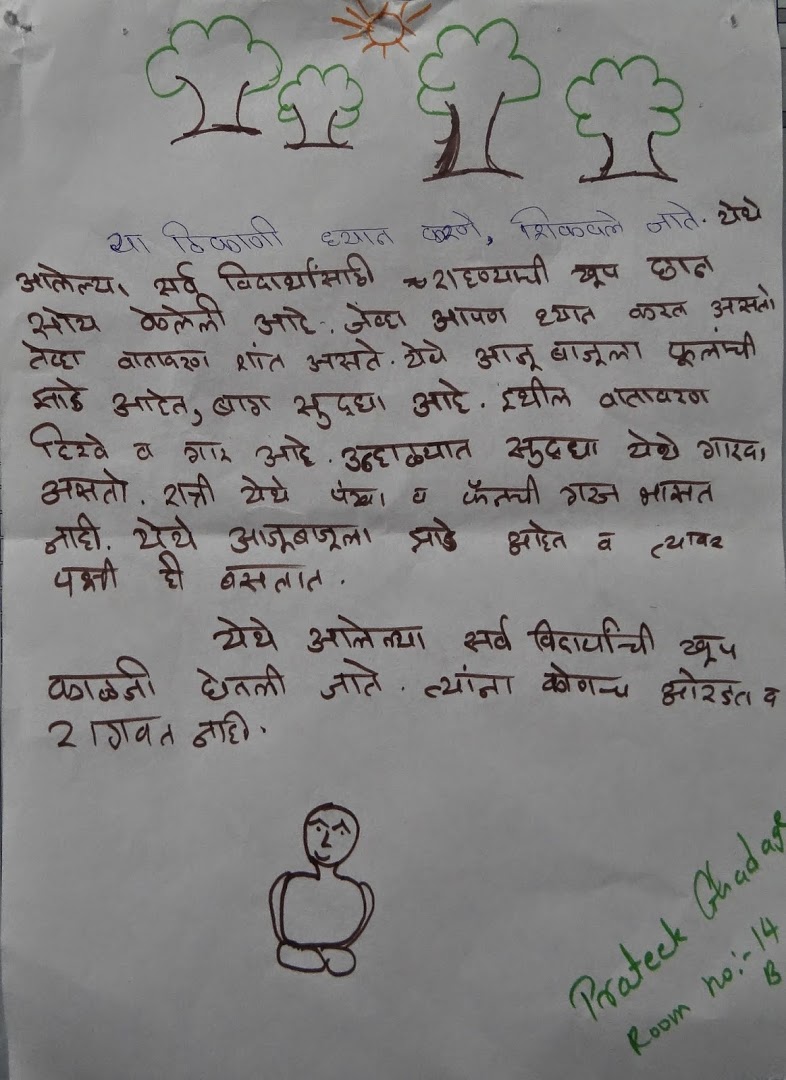 या ठिकाणी ध्यान करणे, शिकवले जाते. येथे
आलेल्या सर्व विद्यार्थ्यांसाठी राहण्याची खूप छान
सोय केलेली आहे. जेव्हा आपण ध्यान करत असतो
तेव्हा वातावरण शांत असते. येथे आजू बाजूला फूलांची
झाडे आहेत, बाग सुद्धा आहे. इथील वातावरण
हिरवे व गार आहे. उन्हाळ्यात सुद्धा येथे गारवा
असतो. रात्री येथे पंखा व फॅनची गरज भासत
नाही. येथे आजूबाजूला झाडे आहेत व त्यावर
पक्षी ही बसतात.
येथे आलेल्या सर्व विद्यार्थ्यांची खूप
काळजी घेतली जाते. त्यांना कोणच ओरडत व
रागवत नाही.
Prateek Ghadage
Room no:-14
B